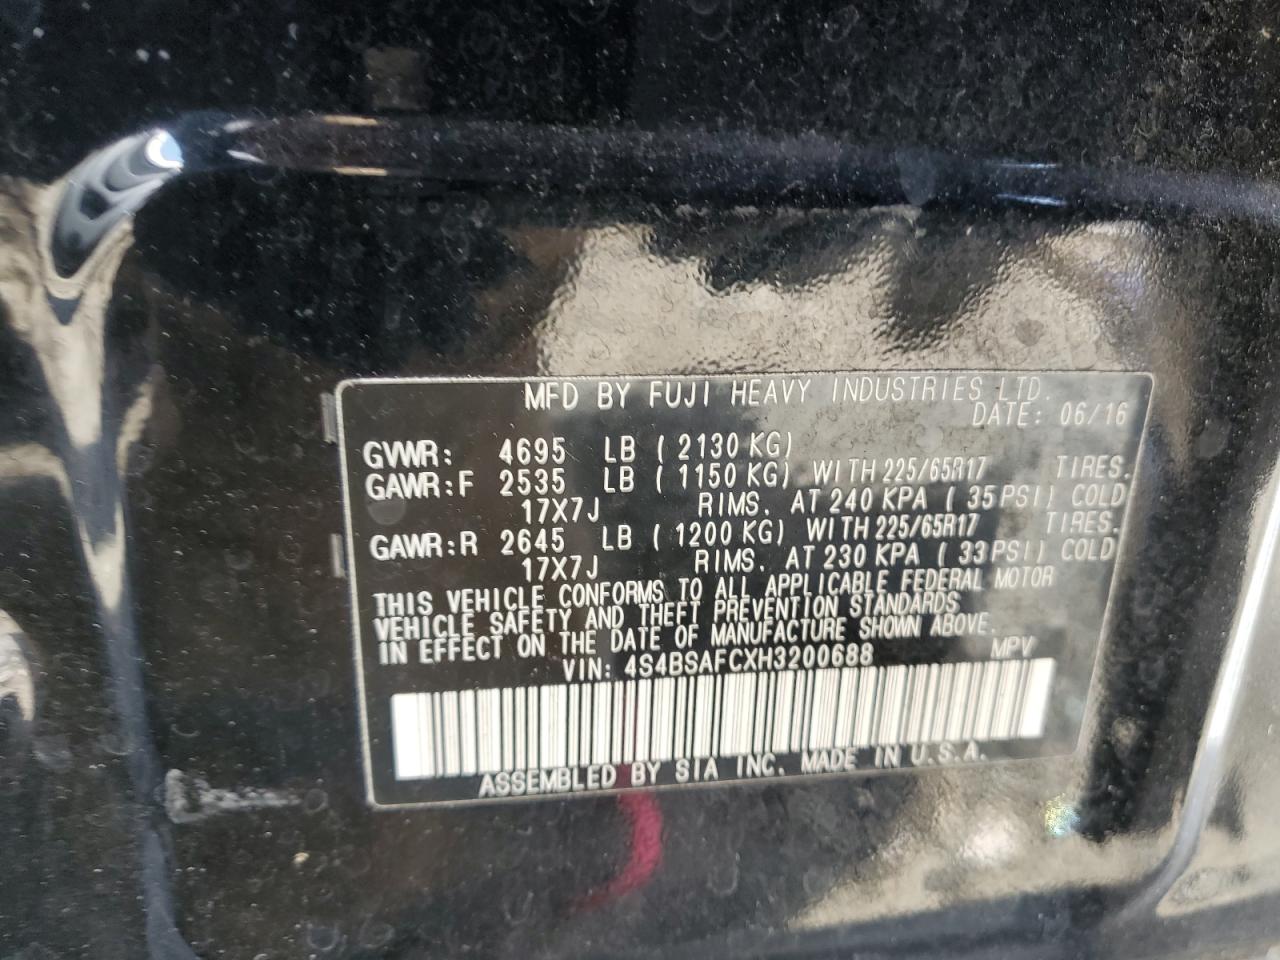 MFD BY FUJI HEAVY INDUSTRIES LTD.
DATE: 06/16
GVWR: 4695 LB ( 2130 KG)
GAWR:F 2535 LB ( 1150 KG) WITH 225/65R17 TIRES.
17X7J RIMS. AT 240 KPA ( 35PSI) COLD
GAWR:R 2645 LB ( 1200 KG) WITH 225/65R17 TIRES.
17X7J RIMS. AT 230 KPA ( 33PSI) COLD
THIS VEHICLE CONFORMS TO ALL APPLICABLE FEDERAL MOTOR
VEHICLE SAFETY AND THEFT PREVENTION STANDARDS
IN EFFECT ON THE DATE OF MANUFACTURE SHOWN ABOVE.
VIN: 4S4BSAFCXH3200688 MPV
ASSEMBLED BY SIA INC. MADE IN U.S.A.